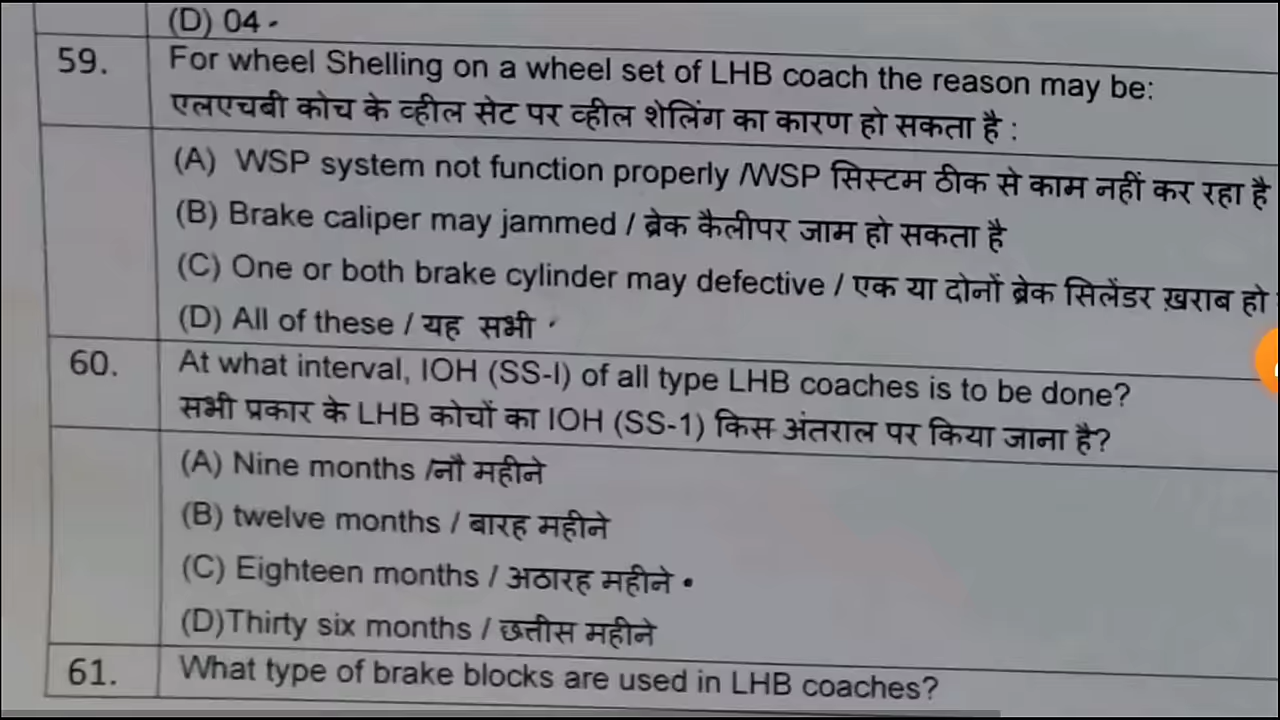 (D) 04
59. For wheel Shelling on a wheel set of LHB coach the reason may be:
एलएचबी कोच के व्हील सेट पर व्हील शेलिंग का कारण हो सकता है :
(A) WSP system not function properly /WSP सिस्टम ठीक से काम नहीं कर रहा है
(B) Brake caliper may jammed / ब्रेक कैलीपर जाम हो सकता है
(C) One or both brake cylinder may defective / एक या दोनों ब्रेक सिलेंडर ख़राब हो
(D) All of these / यह सभी
60. At what interval, IOH (SS-I) of all type LHB coaches is to be done?
सभी प्रकार के LHB कोचों का IOH (SS-1) किस अंतराल पर किया जाना है?
(A) Nine months /नौ महीने
(B) twelve months / बारह महीने
(C) Eighteen months / अठारह महीने
(D)Thirty six months / छत्तीस महीने
61. What type of brake blocks are used in LHB coaches?